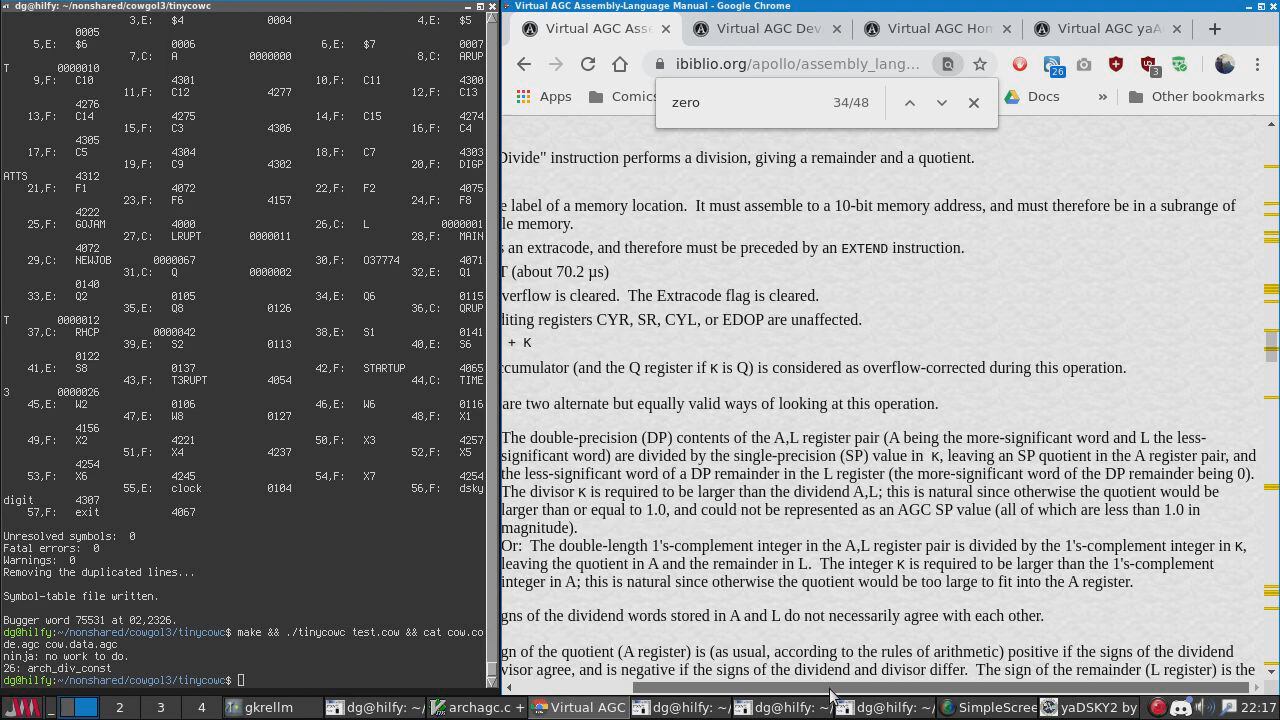 dg@hilfy: ~/nonshared/cowgol3/tinycowc
3,E: $4 0004 4,E: $5
0005
5,E: $6 0006 6,E: $7 0007
7,C: A 0000000 8,C: ARUP
T 0000010
9,F: C10 4301 10,F: C11 4300
11,F: C12 4277 12,F: C13
4276
13,F: C14 4275 14,F: C15 4274
15,F: C3 4306 16,F: C4
4305
17,F: C5 4304 18,F: C7 4303
19,F: C9 4302 20,F: DIGP
ATTS 4312
21,F: F1 4072 22,F: F2 4075
23,F: F6 4157 24,F: F8
4222
25,F: GOJAM 4000 26,C: L 0000001
27,C: LRUPT 0000011 28,F: MAIN
4072
29,C: NEWJOB 0000067 30,F: O37774 4071
31,C: Q 0000002 32,E: Q1
0140
33,E: Q2 0105 34,E: Q6 0115
35,E: Q8 0126 36,C: QRUP
T 0000012
37,C: RHCP 0000042 38,E: S1 0141
39,E: S2 0113 40,E: S6
0122
41,E: S8 0137 42,F: STARTUP 4065
43,F: T3RUPT 4054 44,C: TIME
3 0000026
45,E: W2 0106 46,E: W6 0116
47,E: W8 0127 48,F: X1
4156
49,F: X2 4221 50,F: X3 4257
51,F: X4 4237 52,F: X5
4254
53,F: X6 4245 54,F: X7 4254
55,E: clock 0104 56,F: dsky
digit 4307
57,F: exit 4067
Unresolved symbols: 0
Fatal errors: 0
Warnings: 0
Removing the duplicated lines...
Symbol-table file written.
Bugger word 75531 at 02,2326.
dg@hilfy:~/nonshared/cowgol3/tinycowc$ make && ./tinycowc test.cow && cat cow.co
de.agc cow.data.agc
ninja: no work to do.
26: arch_div_const
dg@hilfy:~/nonshared/cowgol3/tinycowc$
Virtual AGC Assembly-Language Manual - Google Chrome
Virtual AGC Asse
Virtual AGC Dev
Virtual AGC Hon
Virtual AGC yaA
ibiblio.org/apollo/assembly_lang...
26
3
Apps
Comics
Docs
»
Other bookmarks
zero
34/48
Divide" instruction performs a division, giving a remainder and a quotient.
e label of a memory location. It must assemble to a 10-bit memory address, and must therefore be in a subrange of
le memory.
s an extracode, and therefore must be preceded by an EXTEND instruction.
T (about 70.2 µs)
verflow is cleared. The Extracode flag is cleared.
diting registers CYR, SR, CYL, or EDOP are unaffected.
+ K
ccumulator (and the Q register if K is Q) is considered as overflow-corrected during this operation.
are two alternate but equally valid ways of looking at this operation.
The double-precision (DP) contents of the A,L register pair (A being the more-significant word and L the less-
significant word) are divided by the single-precision (SP) value in K, leaving an SP quotient in the A register pair, and
the less-significant word of a DP remainder in the L register (the more-significant word of the DP remainder being 0).
The divisor K is required to be larger than the dividend A,L; this is natural since otherwise the quotient would be
larger than or equal to 1.0, and could not be represented as an AGC SP value (all of which are less than 1.0 in
magnitude).
Or: The double-length 1's-complement integer in the A,L register pair is divided by the 1's-complement integer in K,
leaving the quotient in A and the remainder in L. The integer K is required to be larger than the 1's-complement
integer in A; this is natural since otherwise the quotient would be too large to fit into the A register.
gns of the dividend words stored in A and L do not necessarily agree with each other.
gn of the quotient (A register) is (as usual, according to the rules of arithmetic) positive if the signs of the dividend
visor agree, and is negative if the signs of the dividend and divisor differ. The sign of the remainder (L register) is the
2
3
4
gkrellm
dg@hilfy: ~/
archagc.c +
Virtual AGC
dg@hilfy: ~/
dg@hilfy: ~/
dg@hilfy: ~/
SimpleScree
yaDSKY2 by
22:17